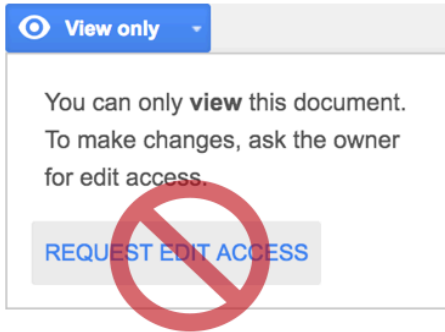 View only
You can only view this document.
To make changes, ask the owner
for edit access.
REQUEST EDIT ACCESS